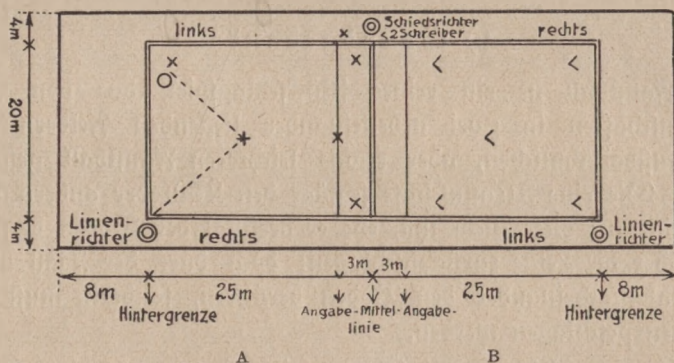 links
Schiedsrichter
2 Schreiber
rechts
4m
20m
4m
Linien-
richter
rechts
links
Linien-
richter
3m 3m
8m 25m 25m 8m
Hintergrenze
Angabe-Mittel-Angabe-
linie
Hintergrenze
A B